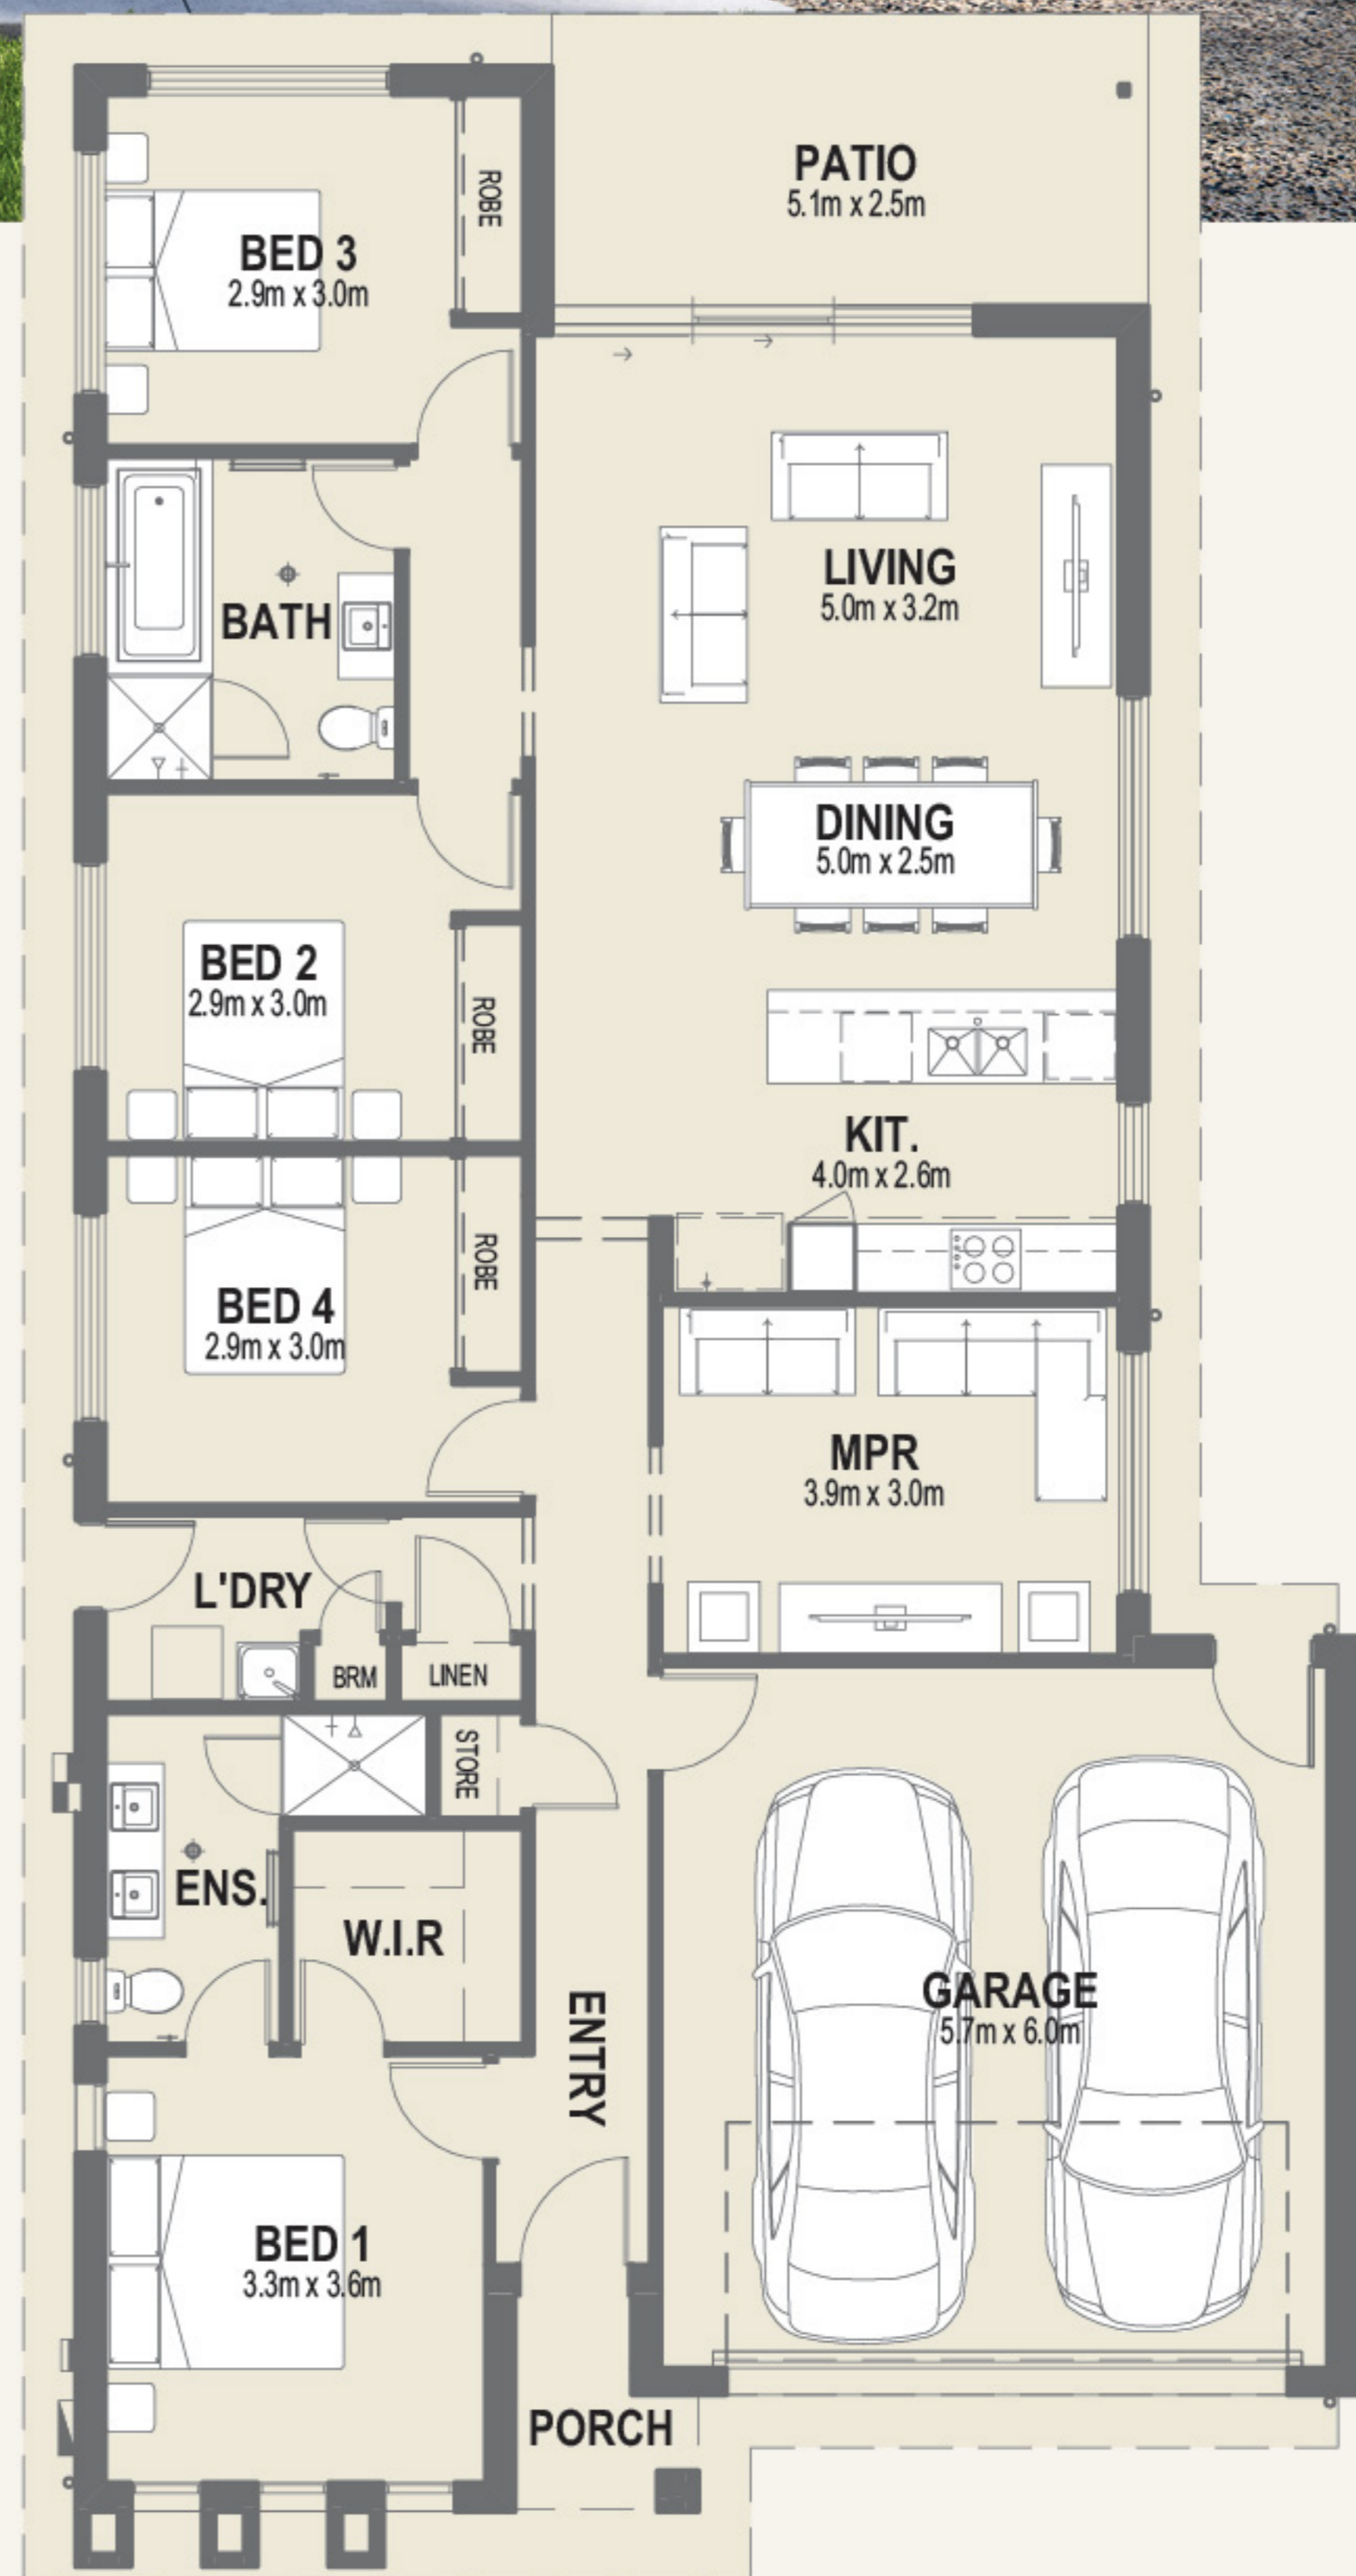 PATIO
5.1m x 2.5m
ROBE
BED 3
2.9m x 3.0m
LIVING
5.0m x 3.2m
BATH
DINING
5.0m x 2.5m
BED 2
2.9m x 3.0m
ROBE
KIT.
4.0m x 2.6m
ROBE
BED 4
2.9m x 3.0m
MPR
3.9m x 3.0m
L'DRY
BRM
LINEN
STORE
ENS.
W.I.R
ENTRY
GARAGE
5.7m x 6.0m
BED 1
3.3m x 3.6m
PORCH